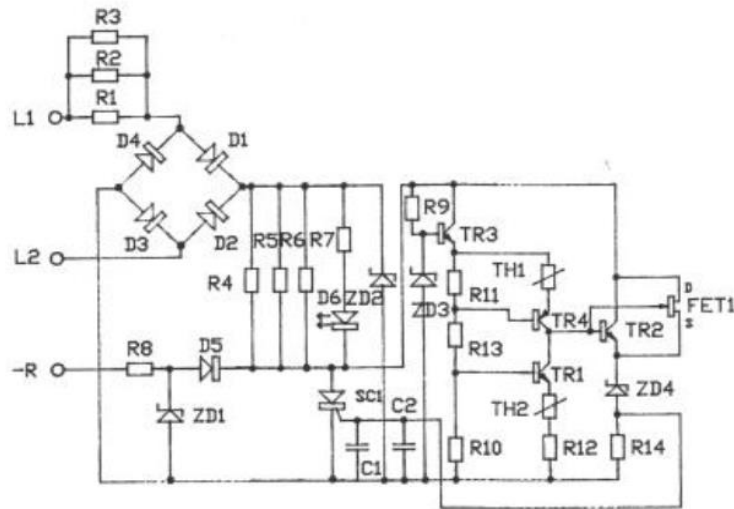 R3
R2
L1 R1
D4 D1
R9
TR3
D3 D2 R5 R6 R7
L2
TH1
D
R4 R11 FET1
D6 ZD2 ZD3 TR4 S
R13 TR2
R8 D5
-R TR1
SC1 ZD4
ZD1 C2 TH2
C1 R10 R12 R14